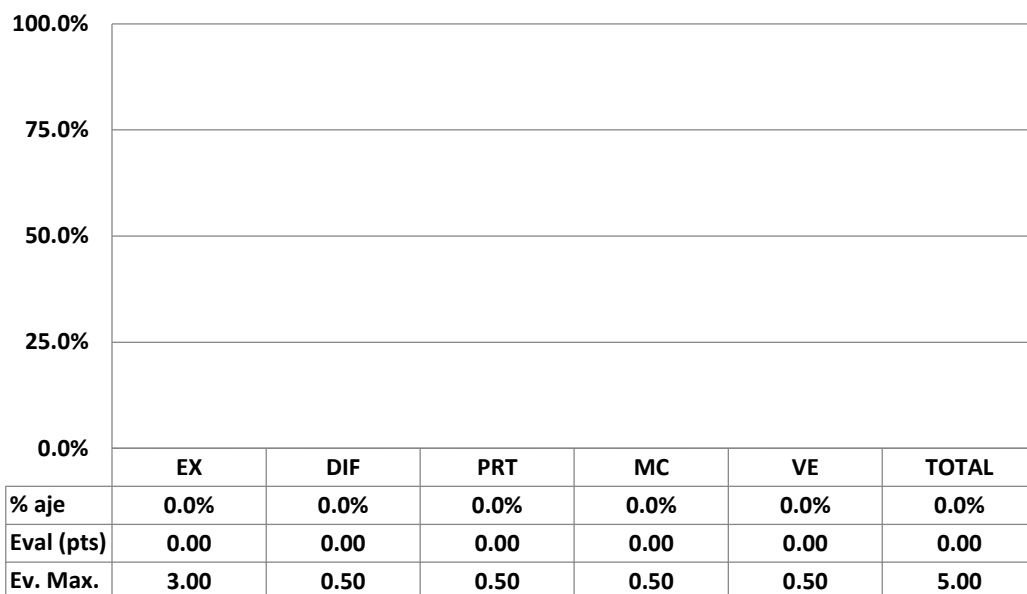 100.0%
75.0%
50.0%
25.0%
0.0%
EX DIF PRT MC VE TOTAL
% aje 0.0% 0.0% 0.0% 0.0% 0.0% 0.0%
Eval (pts) 0.00 0.00 0.00 0.00 0.00 0.00
Ev. Max. 3.00 0.50 0.50 0.50 0.50 5.00